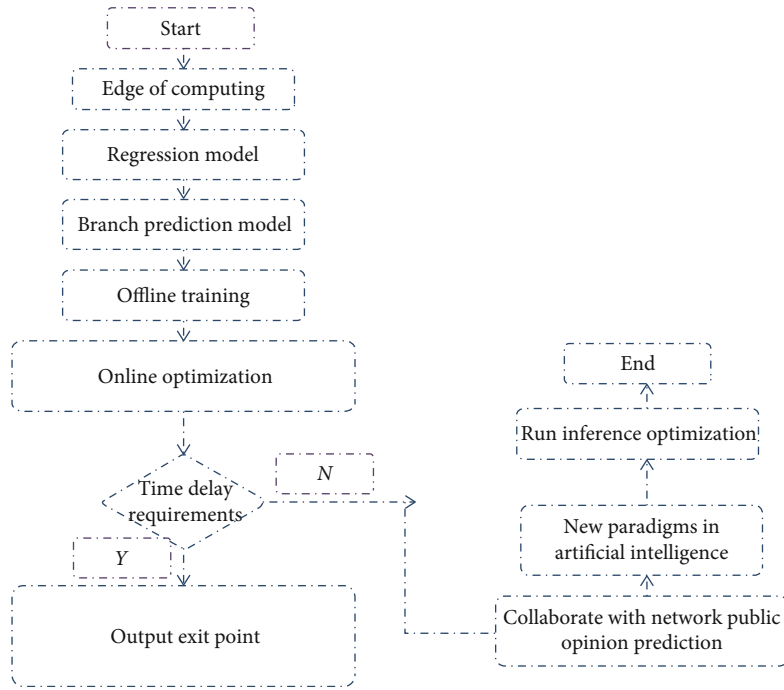 Start
Edge of computing
Regression model
Branch prediction model
Offline training
Online optimization
Time delay
requirements
N
Y
Output exit point
End
Run inference optimization
New paradigms in
artificial intelligence
Collaborate with network public
opinion prediction